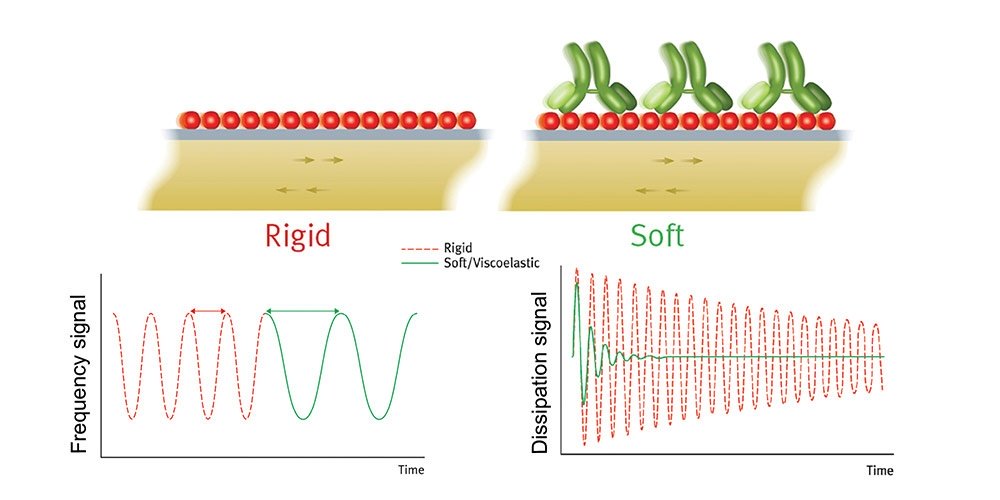 Rigid
Soft
Rigid
Soft/Viscoelastic
Frequency signal
Time
Dissipation signal
Time